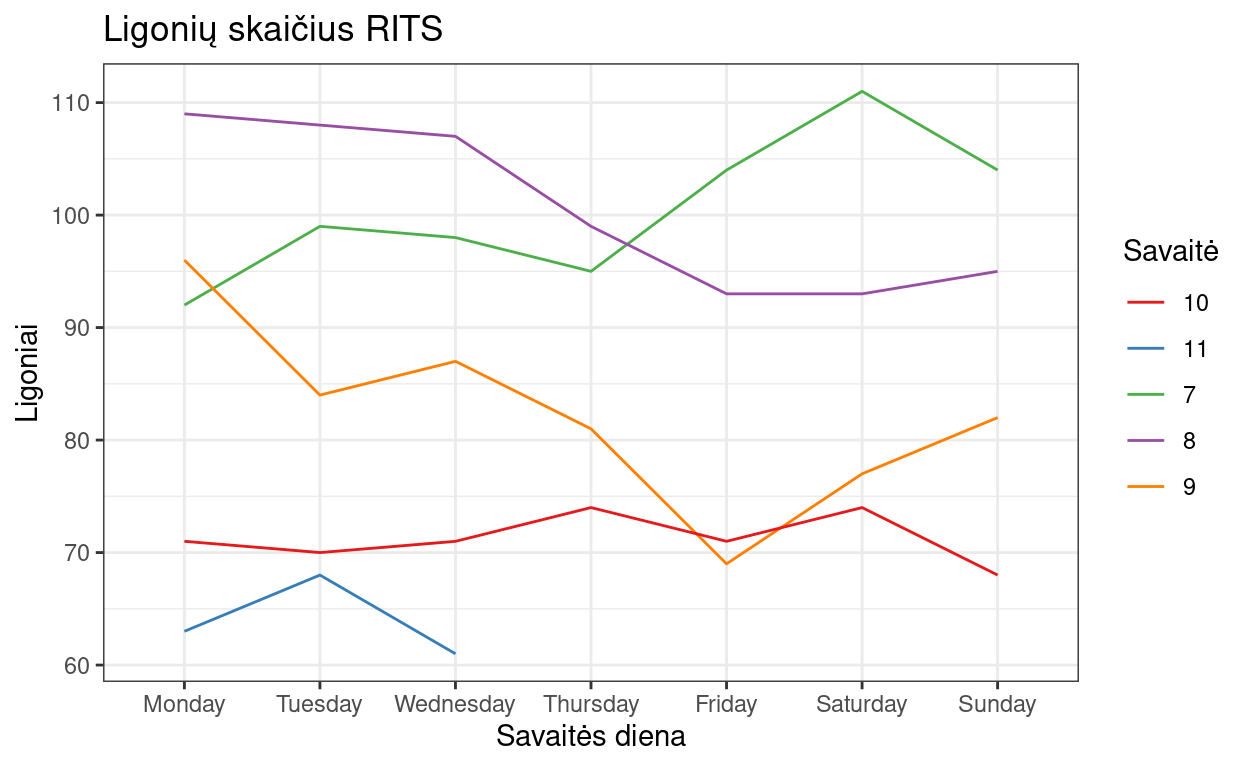 Ligonių skaičius RITS
Ligoniai
110
100
90
80
70
60
Monday Tuesday Wednesday Thursday Friday Saturday Sunday
Savaitės diena
Savaitė
10
11
7
8
9